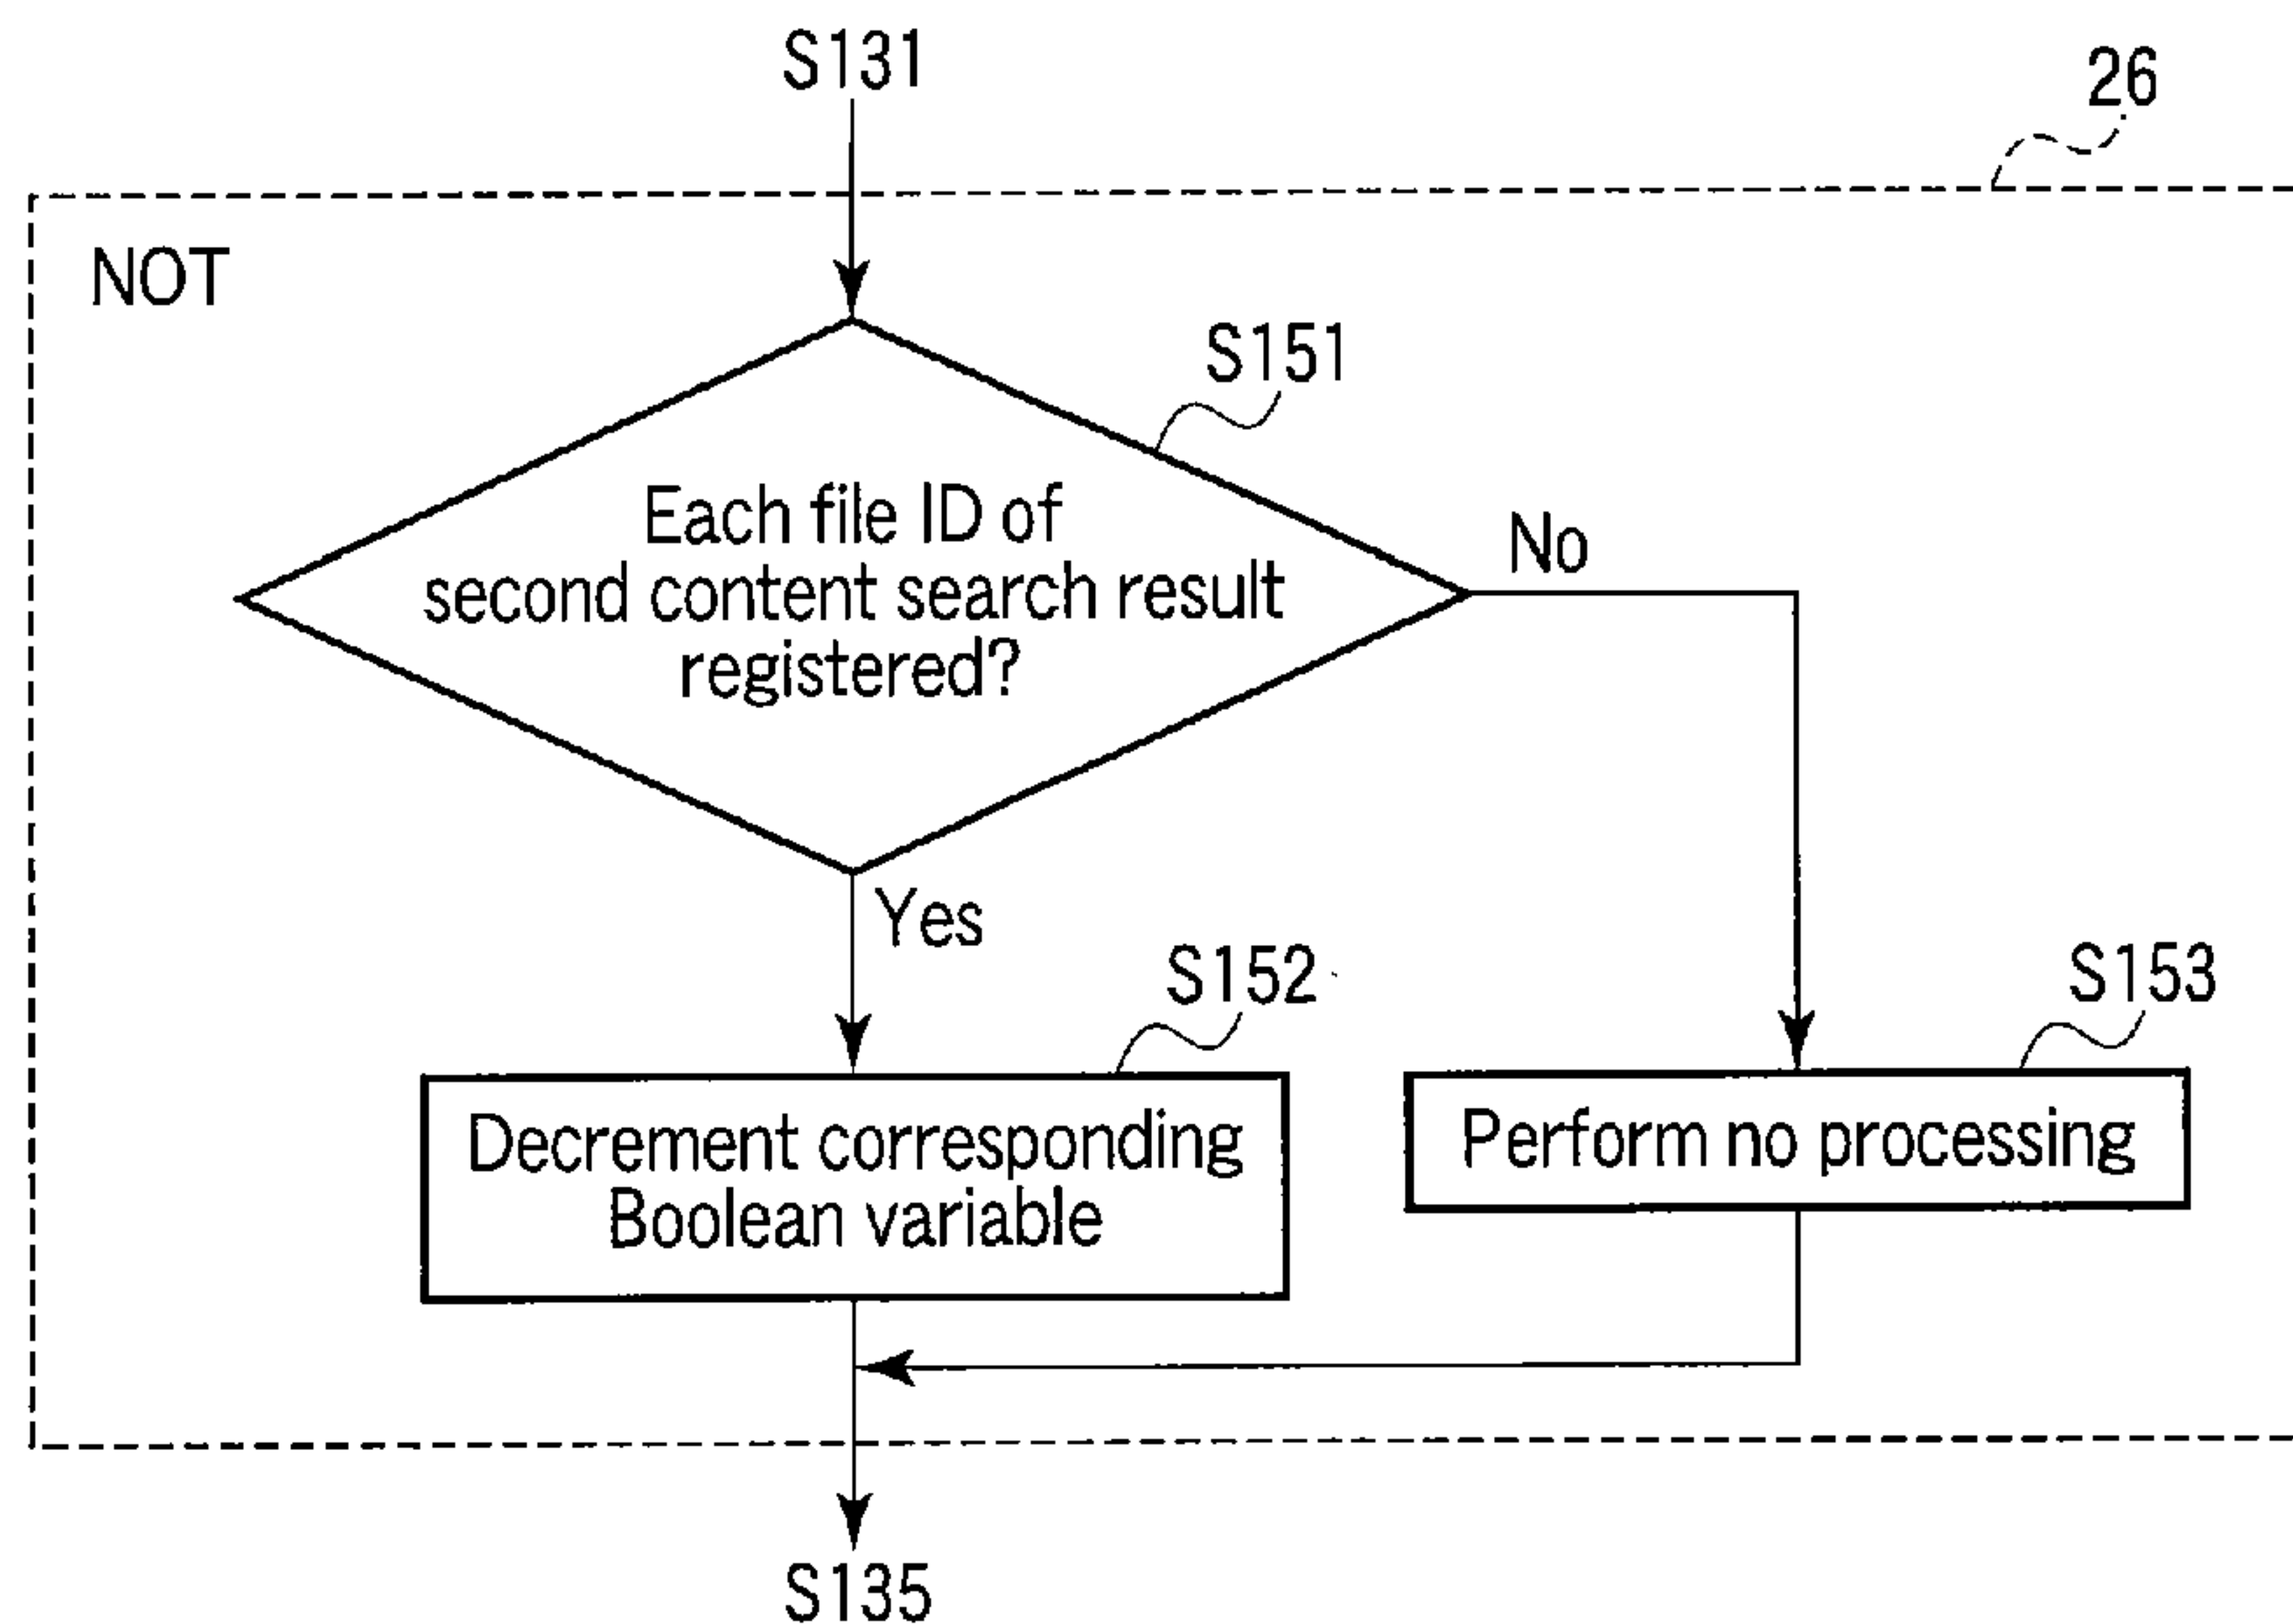 S131
26
NOT
S151
Each file ID of
second content search result
registered?
No
Yes
S152
S153
Decrement corresponding
Boolean variable
Perform no processing
S135